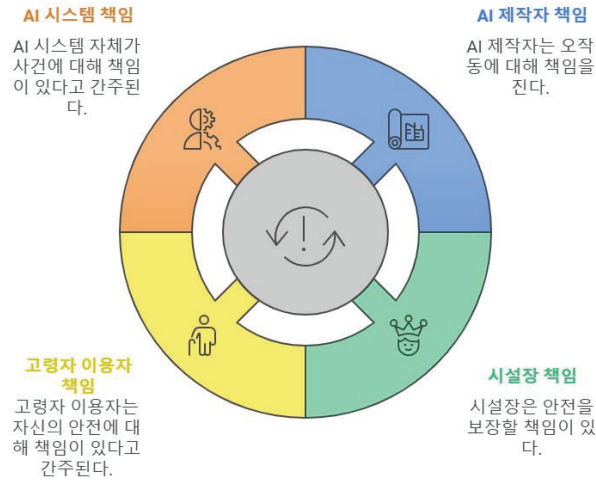 AI 시스템 책임
AI 시스템 자체가
사건에 대해 책임
이 있다고 간주된
다.
AI 제작자 책임
AI 제작자는 오작
동에 대해 책임을
진다.
고령자 이용자
책임
고령자 이용자는
자신의 안전에 대
해 책임이 있다고
간주된다.
시설장 책임
시설장은 안전을
보장할 책임이 있
다.